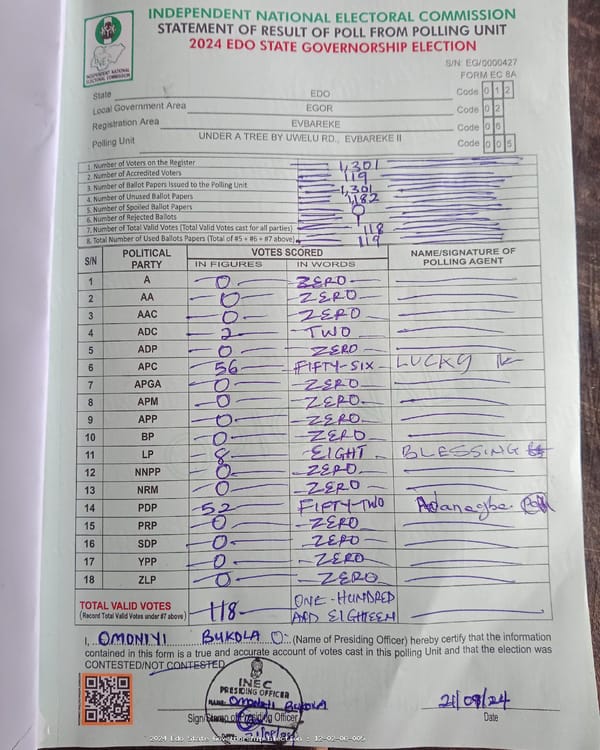 INDEPENDENT NATIONAL ELECTORAL COMMISSION
STATEMENT OF RESULT OF POLL FROM POLLING UNIT
2024 EDO STATE GOVERNORSHIP ELECTION
INEC
INDEPENDENT NATIONAL
ELECTORAL COMMISSION
S/N: EG/0000427
FORM EC 8A
State EDO Code 0 1 2
Local Government Area EGOR Code 0 2
Registration Area EVBAREKE Code 0 6
Polling Unit UNDER A TREE BY UWELU RD., EVBAREKE II Code 0 0 5
1. Number of Voters on the Register 1,301
2. Number of Accredited Voters 119
3. Number of Ballot Papers Issued to the Polling Unit 1,301
4. Number of Unused Ballot Papers 1,182
5. Number of Spoiled Ballot Papers 0
6. Number of Rejected Ballots 1
7. Number of Total Valid Votes (Total Valid Votes cast for all parties) 118
8. Total Number of Used Ballots Papers (Total of #5 + #6 + #7 above) 119
S/N POLITICAL PARTY VOTES SCORED NAME/SIGNATURE OF POLLING AGENT
IN FIGURES IN WORDS
1 A 0 ZERO
2 AA 0 ZERO
3 AAC 0 ZERO
4 ADC 2 TWO
5 ADP 0 ZERO
6 APC 56 FIFTY-SIX LUCKY
7 APGA 0 ZERO
8 APM 0 ZERO
9 APP 0 ZERO
10 BP 0 ZERO
11 LP 8 EIGHT BLESSING
12 NNPP 0 ZERO
13 NRM 0 ZERO
14 PDP 52 FIFTY-TWO
15 PRP 0 ZERO
16 SDP 0 ZERO
17 YPP 0 ZERO
18 ZLP 0 ZERO
TOTAL VALID VOTES 118 ONE-HUNDRED
(Record Total Valid Votes under #7 above) AND EIGHTEEN
I, OMONIYI BUKOLA O. (Name of Presiding Officer) hereby certify that the information
contained in this form is a true and accurate account of votes cast in this polling Unit and that the election was
CONTESTED/NOT CONTESTED
INEC
PRESIDING OFFICER
NAME: OMONIYI BUKOLA
21/09/24
Sign/Stamp of Presiding Officer Date
DATE 21/09/24
2024 Edo State Governorship Election - 12-02-06-005